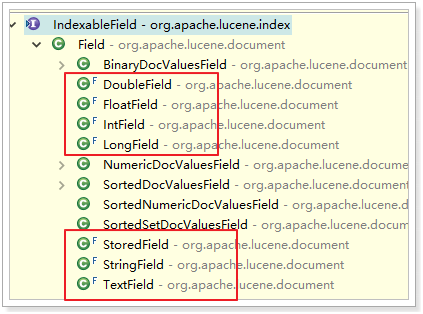 IndexableField - org.apache.lucene.index
Field - org.apache.lucene.document
BinaryDocValuesField - org.apache.lucene.document
F DoubleField - org.apache.lucene.document
F FloatField - org.apache.lucene.document
F IntField - org.apache.lucene.document
F LongField - org.apache.lucene.document
NumericDocValuesField - org.apache.lucene.document
SortedDocValuesField - org.apache.lucene.document
SortedNumericDocValuesField - org.apache.lucene.document
SortedSetDocValuesField - org.apache.lucene.document
F StoredField - org.apache.lucene.document
F StringField - org.apache.lucene.document
F TextField - org.apache.lucene.document